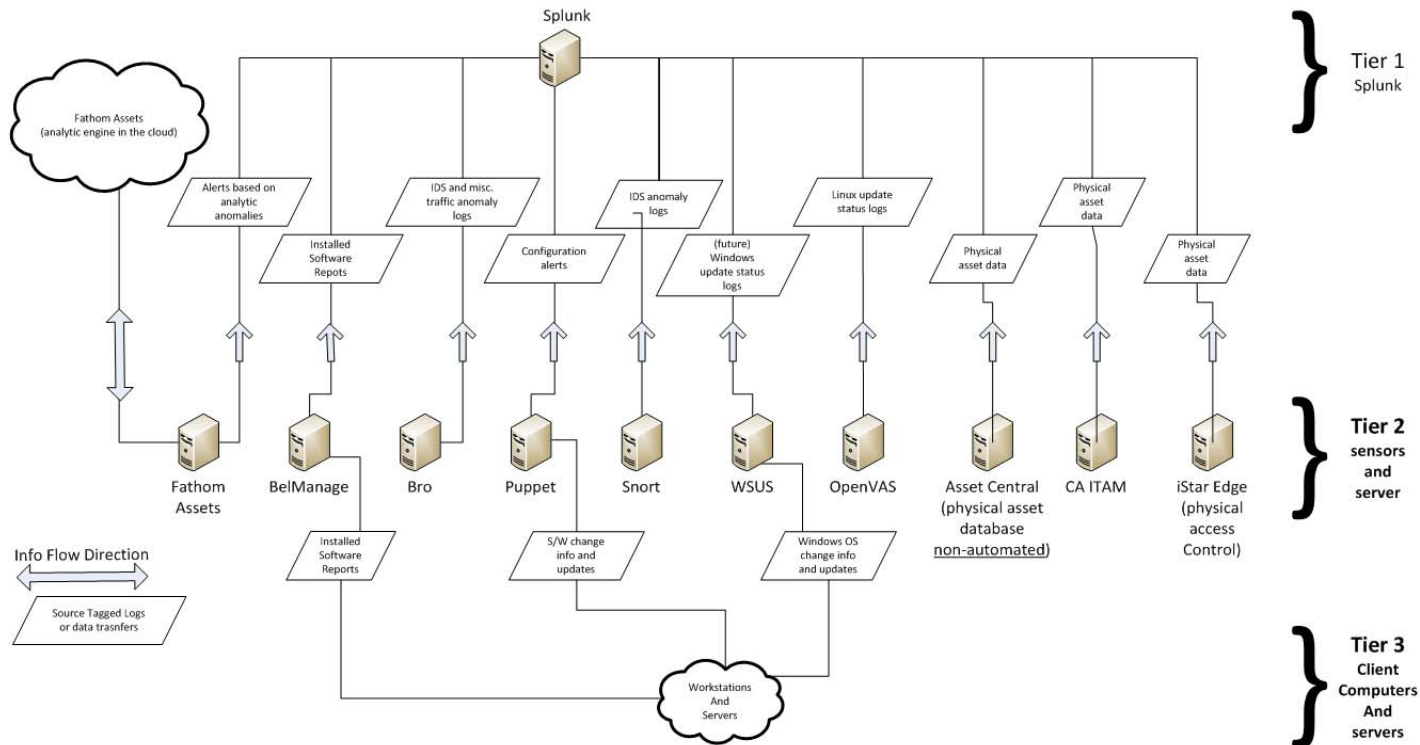 Splunk
Tier 1
Splunk
Fathom Assets
(analytic engine in the cloud)
Alerts based on
analytic
anomalies
IDS and misc.
traffic anomaly
logs
IDS anomaly
logs
Linux update
status logs
Physical
asset
data
Installed
Software
Repots
Configuration
alerts
(future)
Windows
update status
logs
Physical
asset data
Physical
asset
data
Fathom
Assets
BelManage
Bro
Puppet
Snort
WSUS
OpenVAS
Asset Central
(physical asset
database
non-automated)
CA ITAM
iStar Edge
(physical
access
Control)
Tier 2
sensors
and
server
Info Flow Direction
Source Tagged Logs
or data trasnfers
Installed
Software
Reports
S/W change
info and
updates
Windows OS
change info
and updates
Workstations
And
Servers
Tier 3
Client
Computers
And
servers